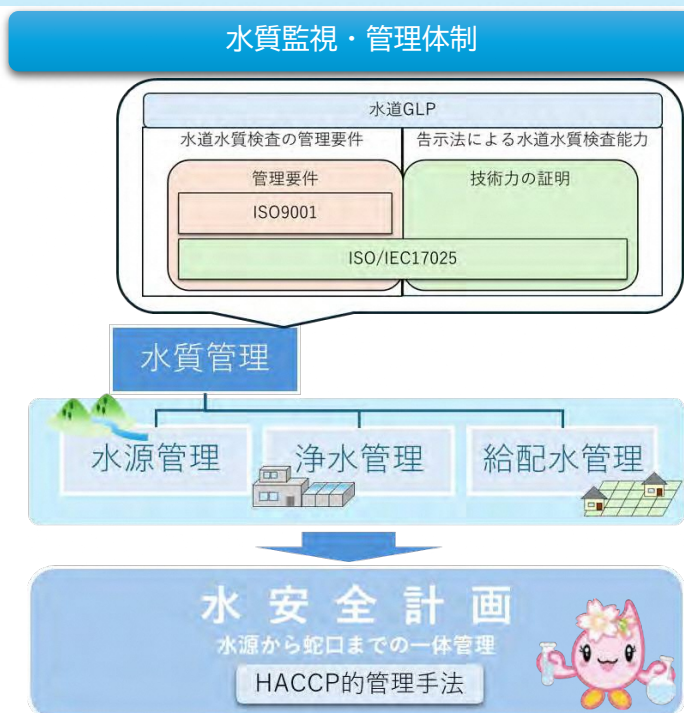 水質監視・管理体制
水道GLP
水道水質検査の管理要件
告示法による水道水質検査能力
管理要件
技術力の証明
ISO9001
ISO/IEC17025
水質管理
水源管理
浄水管理
給配水管理
水安全計画
水源から蛇口までの一体管理
HACCP的管理手法